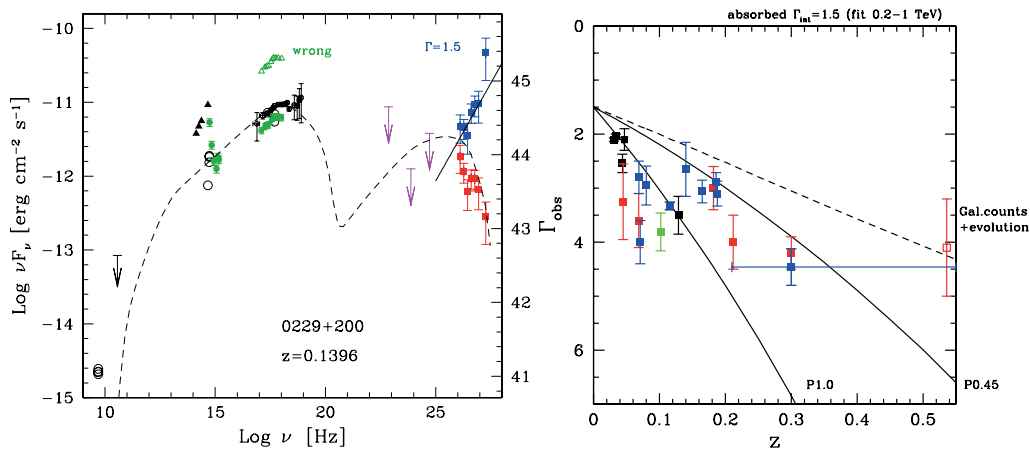 -10
-11
-12
-13
-14
-15
Log νFν [erg cm⁻² s⁻¹]
wrong
Γ=1.5
0229+200
z=0.1396
45
44
43
42
41
10
15
20
25
Log ν [Hz]
absorbed Γint=1.5 (fit 0.2-1 TeV)
0
2
4
6
Γobs
Gal.counts
+evolution
P1.0
P0.45
0
0.1
0.2
0.3
0.4
0.5
z